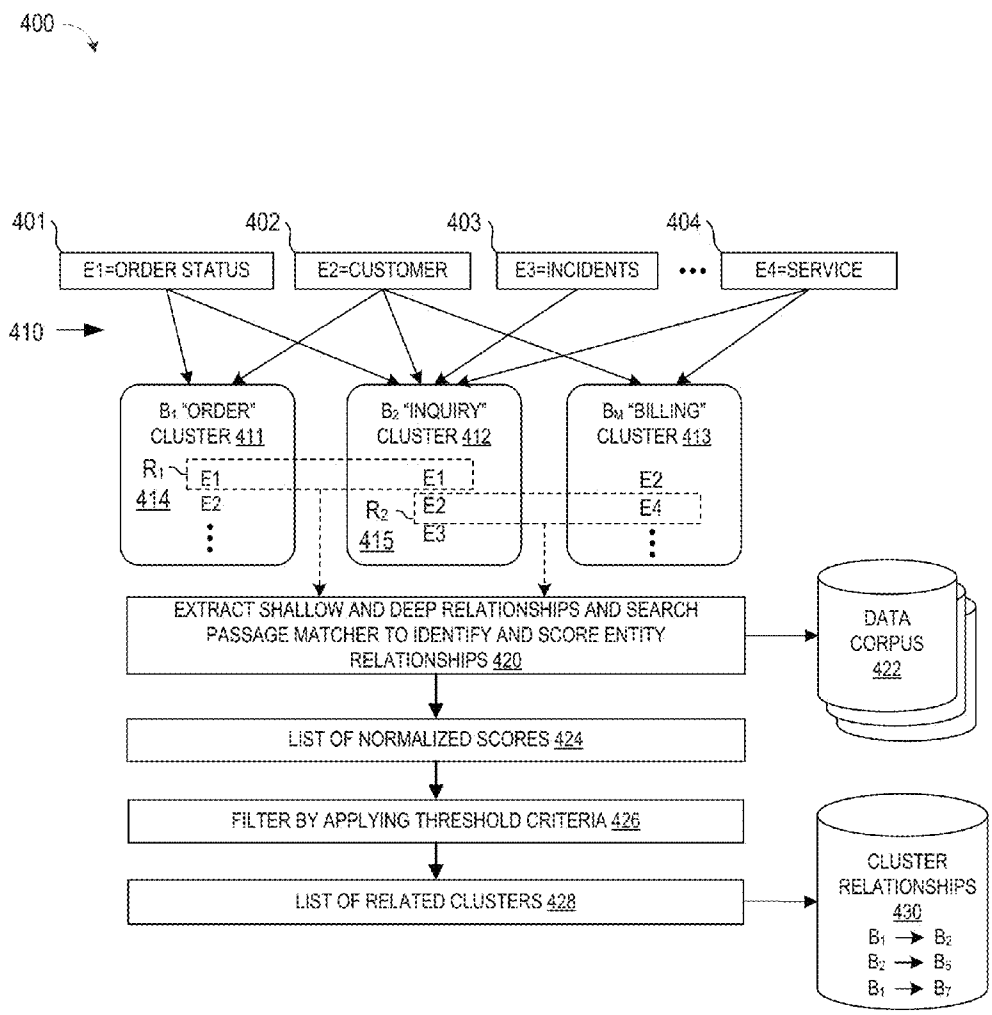 400
401
402
403
404
E1=ORDER STATUS
E2=CUSTOMER
E3=INCIDENTS
•••
E4=SERVICE
410
B₁ "ORDER"
CLUSTER 411
B₂ "INQUIRY"
CLUSTER 412
Bₘ "BILLING"
CLUSTER 413
R₁
414
E1
E2
E1
E2
E3
R₂
415
E2
E4
EXTRACT SHALLOW AND DEEP RELATIONSHIPS AND SEARCH
PASSAGE MATCHER TO IDENTIFY AND SCORE ENTITY
RELATIONSHIPS 420
DATA
CORPUS
422
LIST OF NORMALIZED SCORES 424
FILTER BY APPLYING THRESHOLD CRITERIA 426
LIST OF RELATED CLUSTERS 428
CLUSTER
RELATIONSHIPS
430
B₁ → B₂
B₂ → B₅
B₁ → B₇